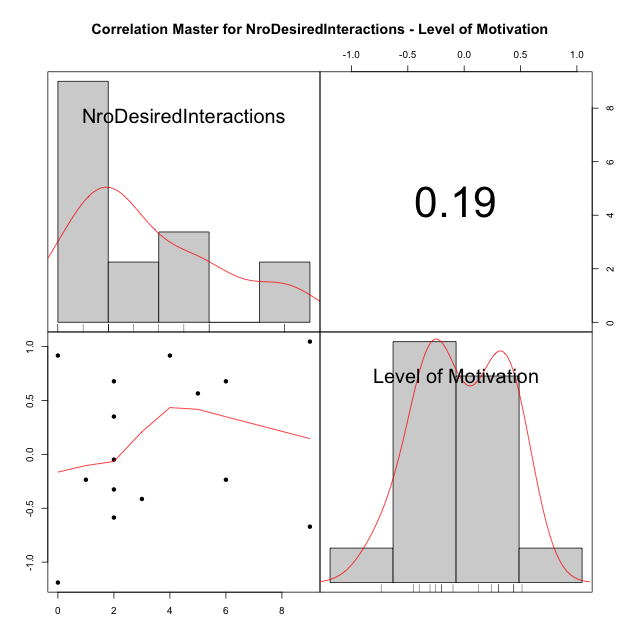 Correlation Master for NroDesiredInteractions - Level of Motivation
-1.0 -0.5 0.0 0.5 1.0
NroDesiredInteractions
0.19
8
6
4
2
0
1.0
0.5
0.0
-0.5
-1.0
Level of Motivation
0 2 4 6 8